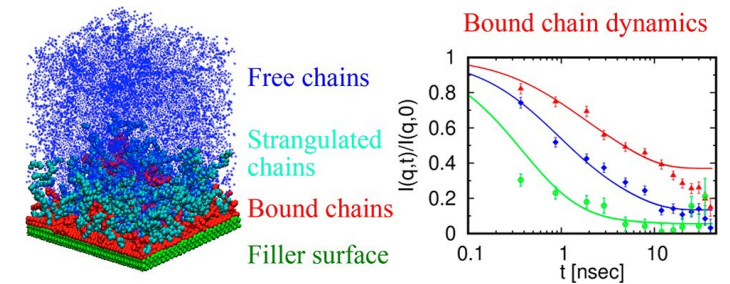 Free chains
Strangulated
chains
Bound chains
Filler surface
Bound chain dynamics
I(q,t)/I(q,0)
1
0.8
0.6
0.4
0.2
0
0.1
1
10
t [nsec]